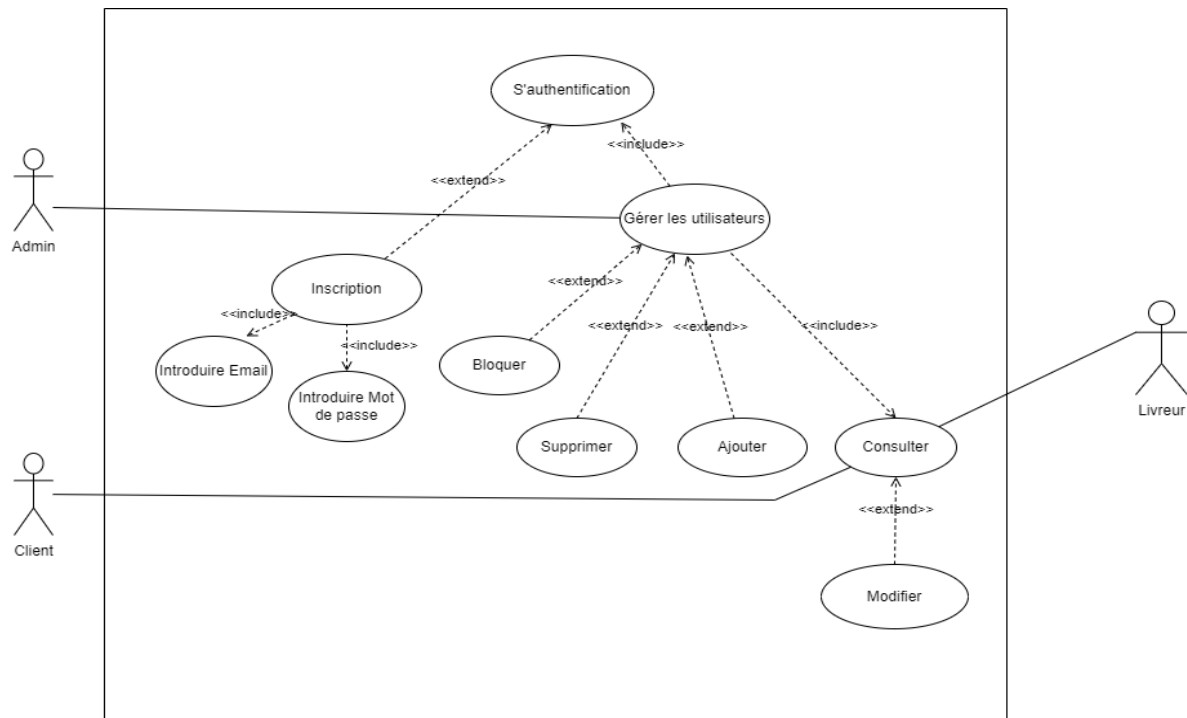 S'authentification
<<include>>
<<extend>>
Admin
Gérer les utilisateurs
Inscription
<<extend>>
<<include>>
<<extend>>
<<extend>>
<<include>>
<<include>>
Bloquer
Introduire Email
Introduire Mot
de passe
Livreur
Supprimer
Ajouter
Consulter
<<extend>>
Client
Modifier